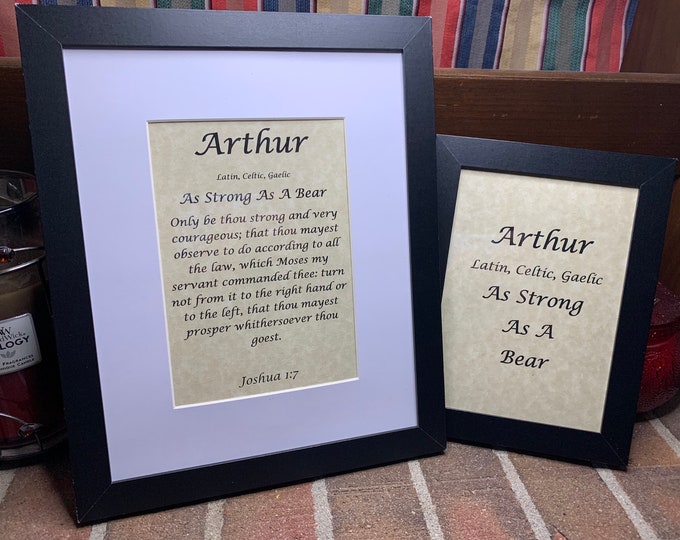 Arthur
Latin, Celtic, Gaelic
As Strong As A Bear
Only be thou strong and very
courageous; that thou mayest
observe to do according to all
the law, which Moses my
servant commanded thee: turn
not from it to the right hand or
to the left, that thou mayest
prosper whithersoever thou
goest.
Joshua 1:7
Arthur
Latin, Celtic, Gaelic
As Strong
As A
Bear